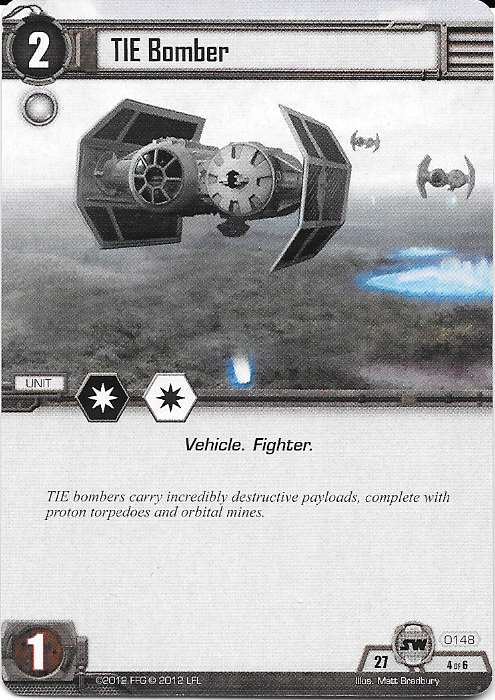 2
TIE Bomber
UNIT
Vehicle. Fighter.
TIE bombers carry incredibly destructive payloads, complete with
proton torpedoes and orbital mines.
1
SW
0148
27
4 OF 6
©2012 FFG © 2012 LFL
Illus. Matt Bradbury